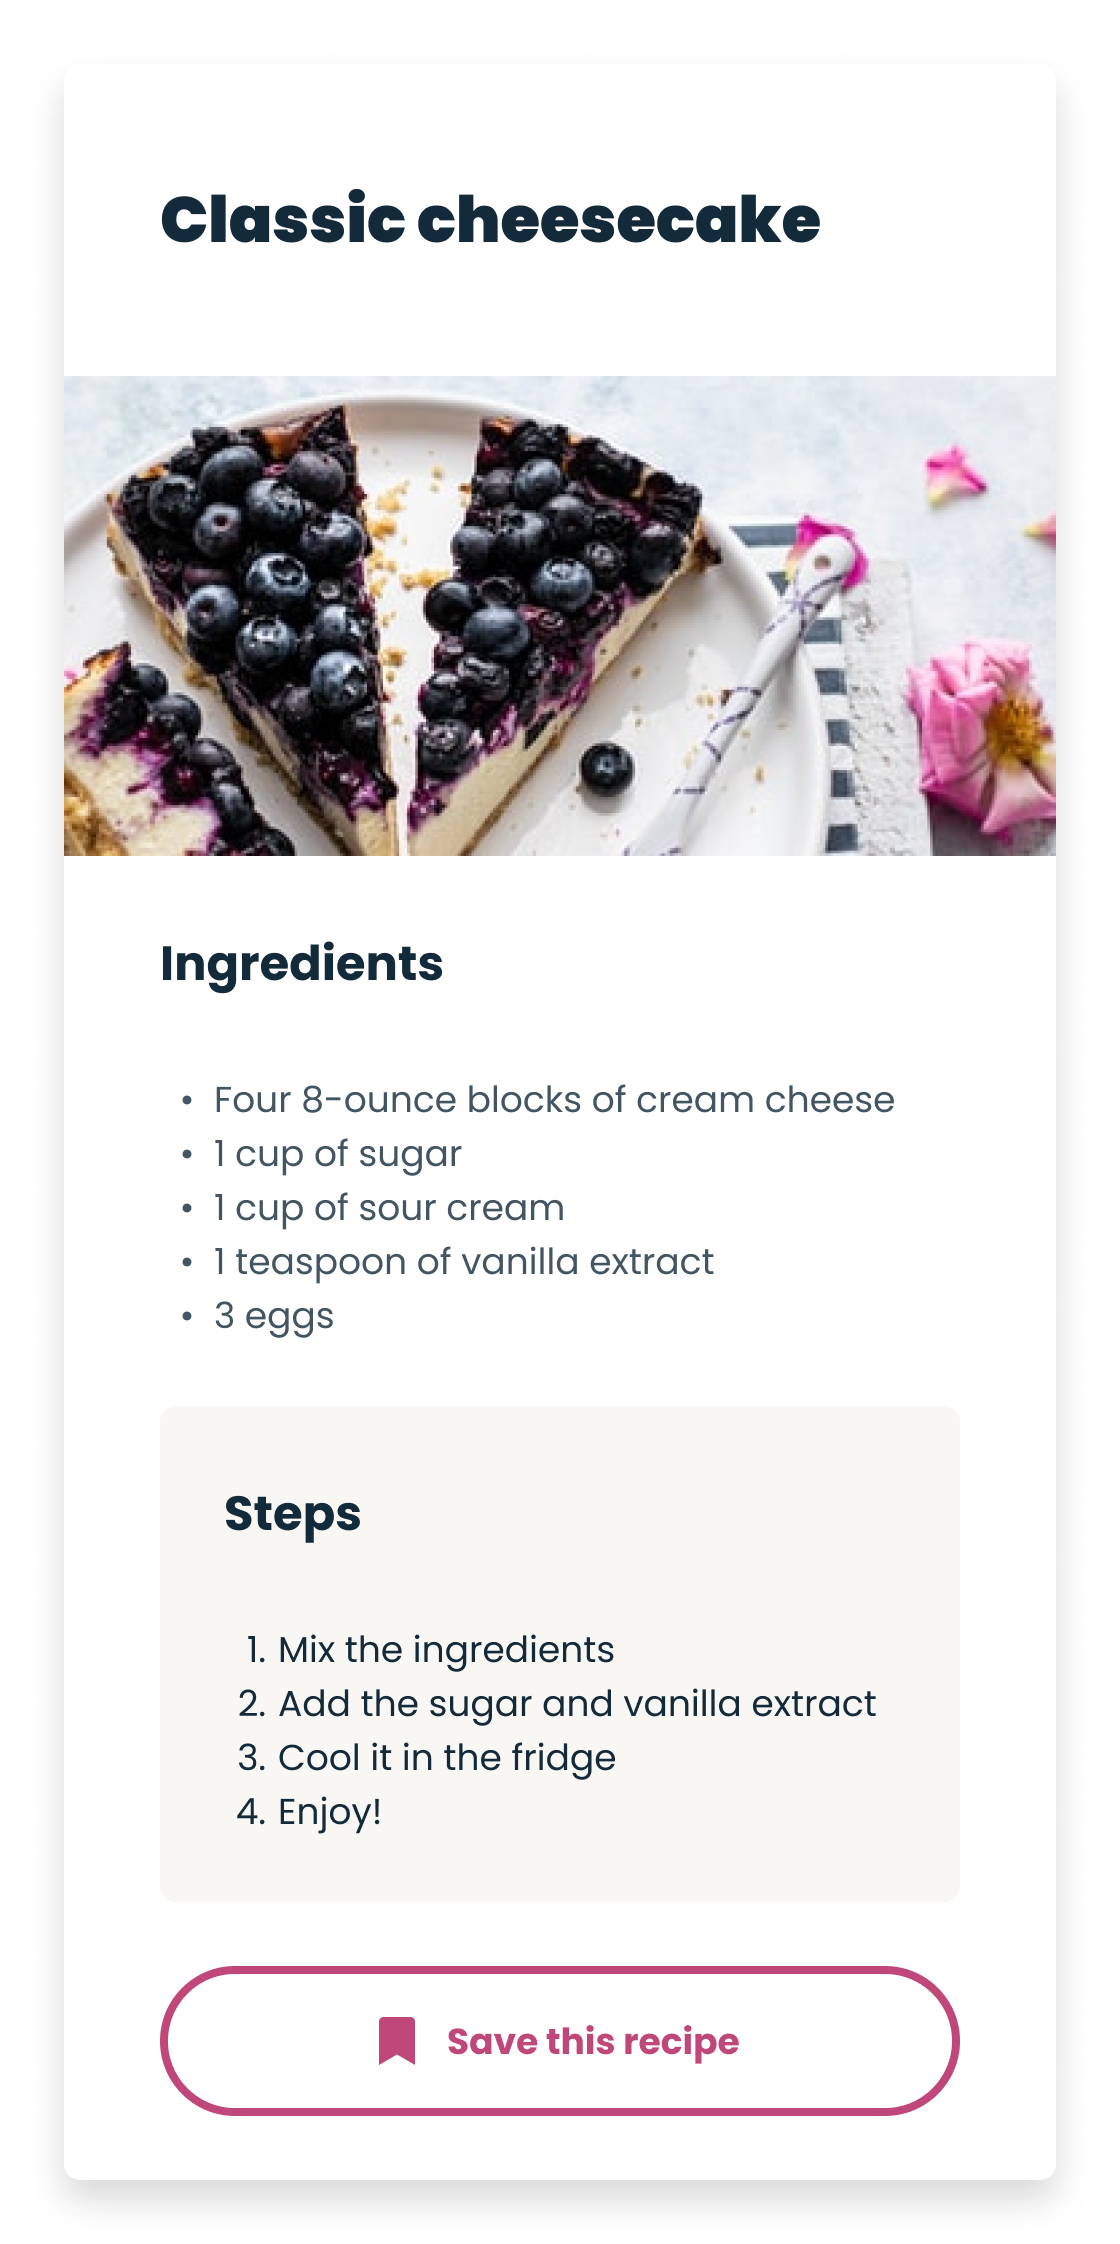 Classic cheesecake
Ingredients
• Four 8-ounce blocks of cream cheese
• 1 cup of sugar
• 1 cup of sour cream
• 1 teaspoon of vanilla extract
• 3 eggs
Steps
1. Mix the ingredients
2. Add the sugar and vanilla extract
3. Cool it in the fridge
4. Enjoy!
Save this recipe